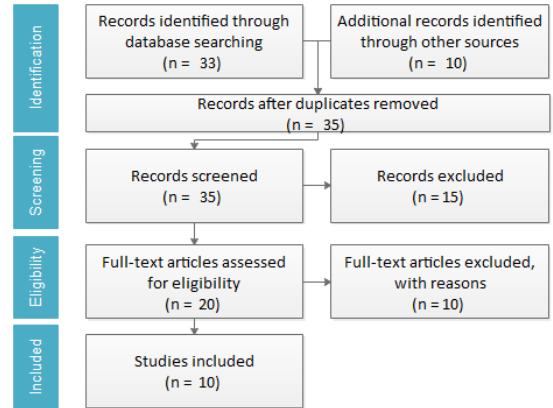 Identification
Records identified through
database searching
(n = 33)
Additional records identified
through other sources
(n = 10)
Records after duplicates removed
(n = 35)
Screening
Records screened
(n = 35)
Records excluded
(n = 15)
Eligibility
Full-text articles assessed
for eligibility
(n = 20)
Full-text articles excluded,
with reasons
(n = 10)
Included
Studies included
(n = 10)